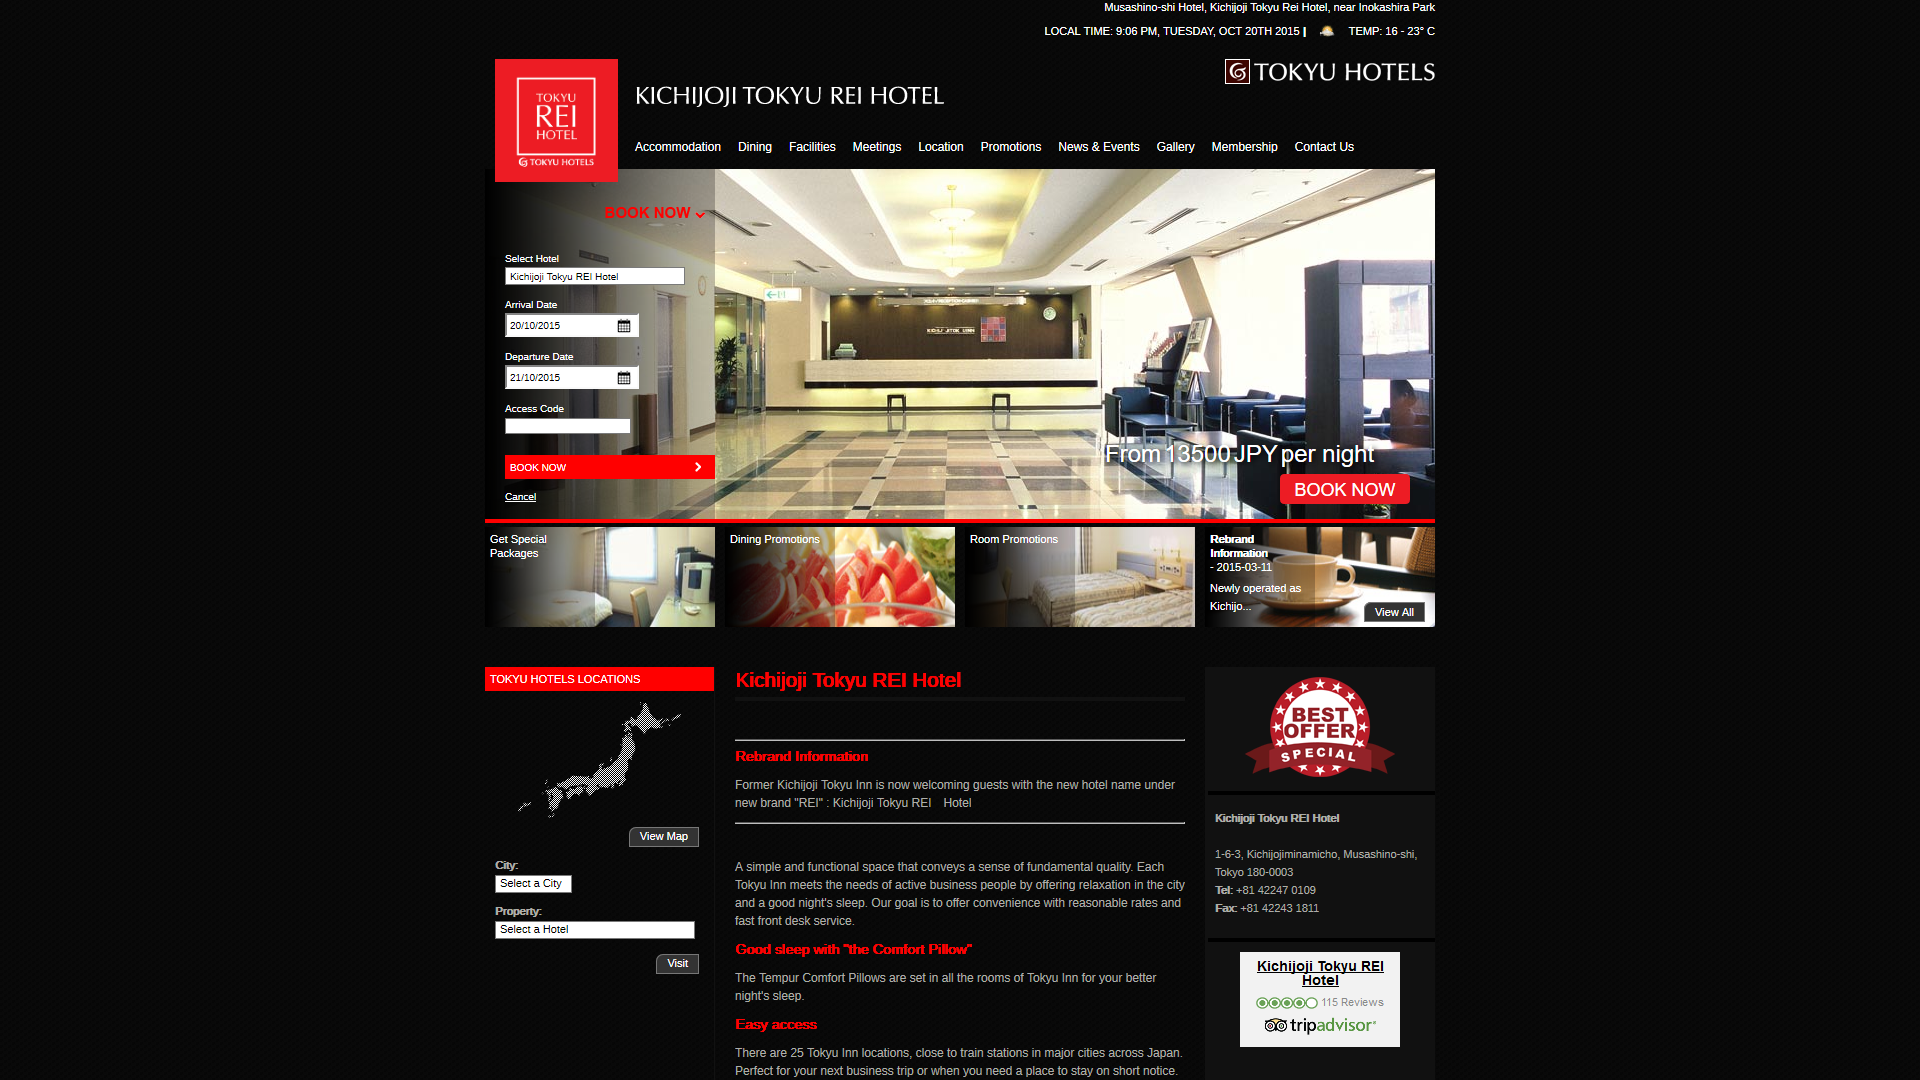 Musashino-shi Hotel, Kichijoji Tokyu Rei Hotel, near Inokashira Park
LOCAL TIME: 9:06 PM, TUESDAY, OCT 20TH 2015 | TEMP: 16 - 23° C
TOKYU HOTELS
TOKYU
REI
HOTEL
TOKYU HOTELS
KICHIJOJI TOKYU REI HOTEL
Accommodation Dining Facilities Meetings Location Promotions News & Events Gallery Membership Contact Us
BOOK NOW
Select Hotel
Kichijoji Tokyu REI Hotel
Arrival Date
20/10/2015
Departure Date
21/10/2015
Access Code
BOOK NOW
Cancel
From 13500 JPY per night
BOOK NOW
Get Special
Packages
Dining Promotions
Room Promotions
Rebrand
Information
- 2015-03-11
Newly operated as
Kichijo...
View All
TOKYU HOTELS LOCATIONS
View Map
City:
Select a City
Property:
Select a Hotel
Visit
Kichijoji Tokyu REI Hotel
Rebrand Information
Former Kichijoji Tokyu Inn is now welcoming guests with the new hotel name under
new brand "REI" : Kichijoji Tokyu REI　Hotel
A simple and functional space that conveys a sense of fundamental quality. Each
Tokyu Inn meets the needs of active business people by offering relaxation in the city
and a good night's sleep. Our goal is to offer convenience with reasonable rates and
fast front desk service.
Good sleep with "the Comfort Pillow"
The Tempur Comfort Pillows are set in all the rooms of Tokyu Inn for your better
night's sleep.
Easy access
There are 25 Tokyu Inn locations, close to train stations in major cities across Japan.
Perfect for your next business trip or when you need a place to stay on short notice.
BEST
OFFER
SPECIAL
Kichijoji Tokyu REI Hotel
1-6-3, Kichijojiminamicho, Musashino-shi,
Tokyo 180-0003
Tel: +81 42247 0109
Fax: +81 42243 1811
Kichijoji Tokyu REI
Hotel
115 Reviews
tripadvisor